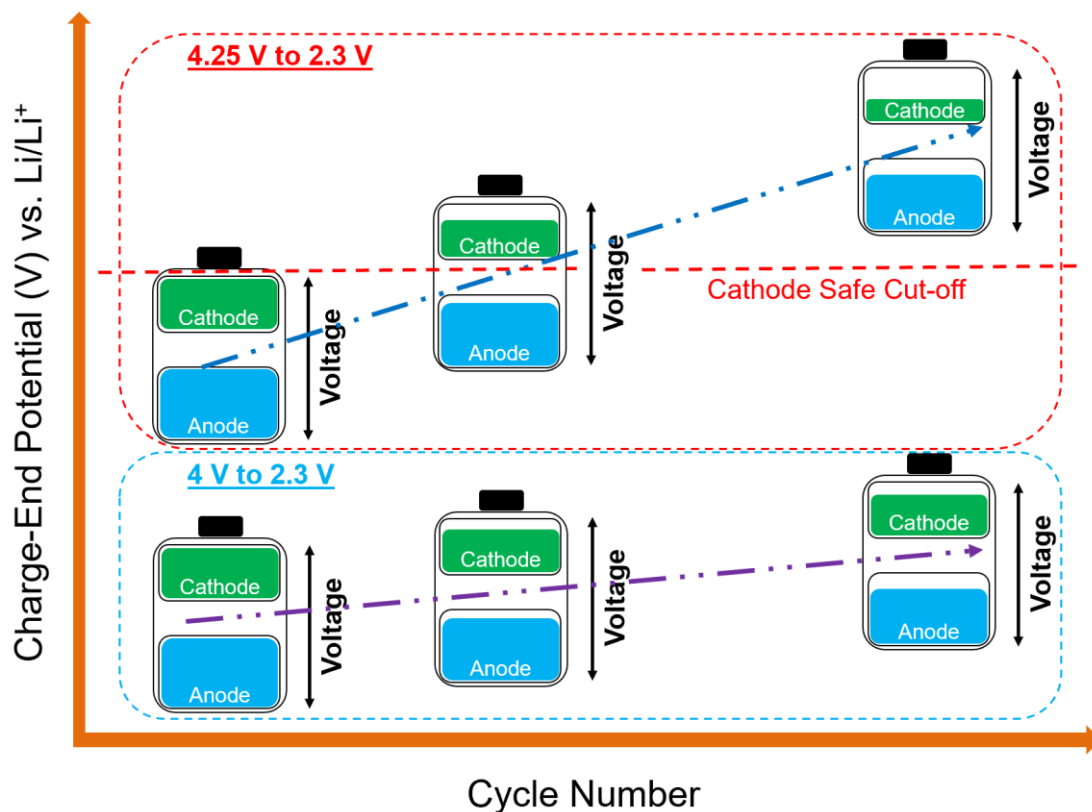 Charge-End Potential (V) vs. Li/Li⁺
4.25 V to 2.3 V
Cathode
Anode
Voltage
Cathode
Anode
Voltage
Cathode
Anode
Voltage
Cathode Safe Cut-off
4 V to 2.3 V
Cathode
Anode
Voltage
Cathode
Anode
Voltage
Cathode
Anode
Voltage
Cycle Number